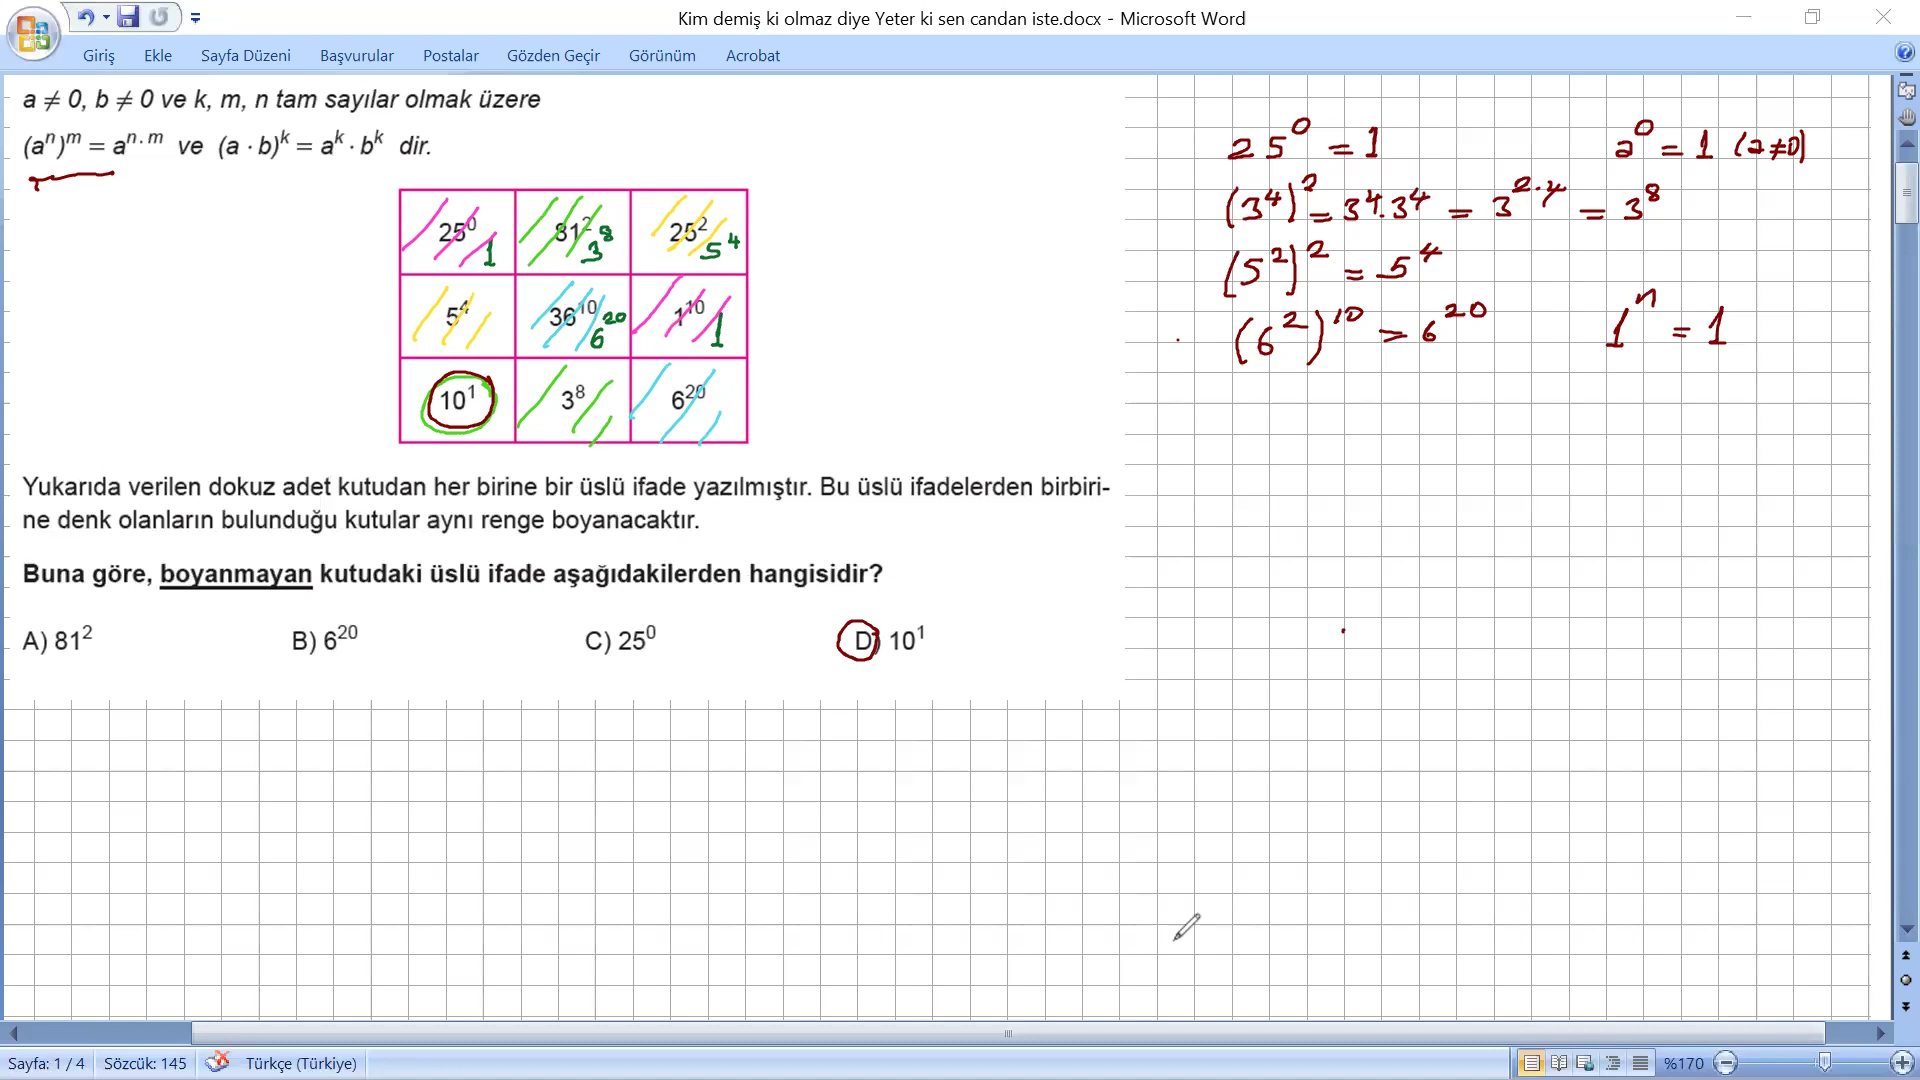 Kim demiş ki olmaz diye Yeter ki sen candan iste.docx - Microsoft Word
Giriş Ekle Sayfa Düzeni Başvurular Postalar Gözden Geçir Görünüm Acrobat
a ≠ 0, b ≠ 0 ve k, m, n tam sayılar olmak üzere
(aⁿ)ᵐ = aⁿ·ᵐ ve (a · b)ᵏ = aᵏ · bᵏ dir.
25⁰ 1 81² 3⁸ 25² 5⁴
5⁴ 36¹⁰ 6²⁰ 1¹⁰ 1
10¹ 3⁸ 6²⁰
Yukarıda verilen dokuz adet kutudan her birine bir üslü ifade yazılmıştır. Bu üslü ifadelerden birbiri-
ne denk olanların bulunduğu kutular aynı renge boyanacaktır.
Buna göre, boyanmayan kutudaki üslü ifade aşağıdakilerden hangisidir?
A) 81² B) 6²⁰ C) 25⁰ D) 10¹
25⁰ = 1 a⁰ = 1 (a≠0)
(3⁴)² = 3⁴.3⁴ = 3²·⁴ = 3⁸
(5²)² = 5⁴
(6²)¹⁰ = 6²⁰ 1ⁿ = 1
Sayfa: 1 / 4 Sözcük: 145 Türkçe (Türkiye) %170